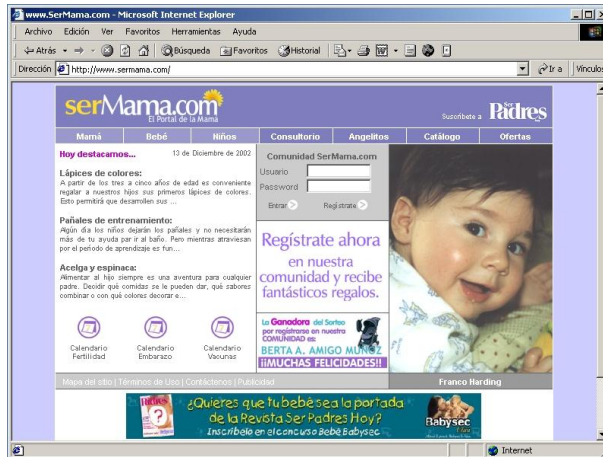 www.SerMama.com - Microsoft Internet Explorer
Archivo Edición Ver Favoritos Herramientas Ayuda
Atrás Búsqueda Favoritos Historial
Dirección http://www.sermama.com/ Ir a Vínculos
serMama.com
El Portal de la Mamá
Suscríbete a Ser Padres
Mamá Bebé Niños Consultorio Angelitos Catálogo Ofertas
Hoy destacamos... 13 de Diciembre de 2002
Lápices de colores:
A partir de los tres a cinco años de edad es conveniente
regalar a nuestros hijos sus primeros lápices de colores.
Esto permitirá que desarrollen sus ...
Pañales de entrenamiento:
Algún día los niños dejarán los pañales y no necesitarán
más de tu ayuda par ir al baño. Pero mientras atraviesan
por el período de aprendizaje es fun...
Acelga y espinaca:
Alimentar al hijo siempre es una aventura para cualquier
padre. Decidir qué comidas se le pueden dar, qué sabores
combinar o con qué colores decorar e...
Calendario
Fertilidad
Calendario
Embarazo
Calendario
Vacunas
Comunidad SerMama.com
Usuario
Password
Entrar Registrate
Regístrate ahora
en nuestra
comunidad y recibe
fantásticos regalos.
La Ganadora del Sorteo
por registrarse en nuestra
COMUNIDAD es:
BERTA A. AMIGO MUÑOZ
¡¡MUCHAS FELICIDADES!!
Mapa del sitio | Términos de Uso | Contáctenos | Publicidad
Franco Harding
PADRES
¿Quieres que tu bebé sea la portada
de la Revista Ser Padres Hoy?
Inscríbelo en el concurso Bebé Babysec
Babysec
Internet